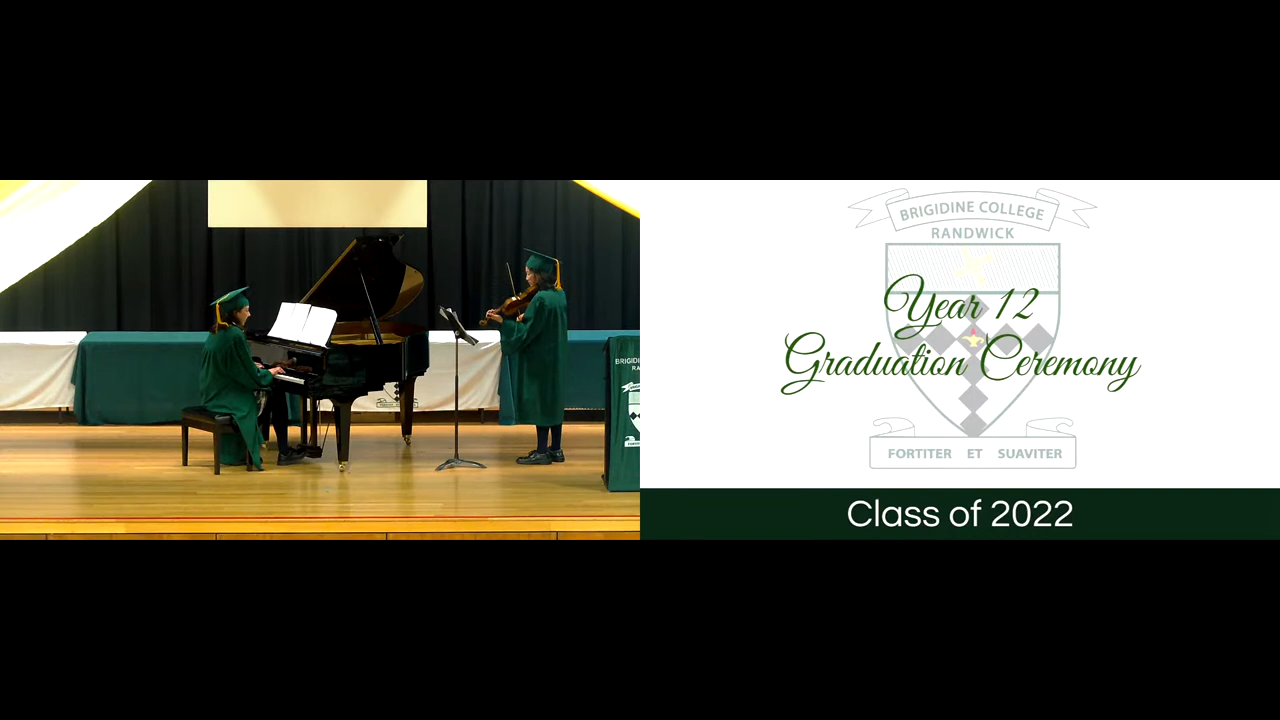 BRIGIDINE COLLEGE
RANDWICK
Year 12
Graduation Ceremony
FORTITER ET SUAVITER
Class of 2022